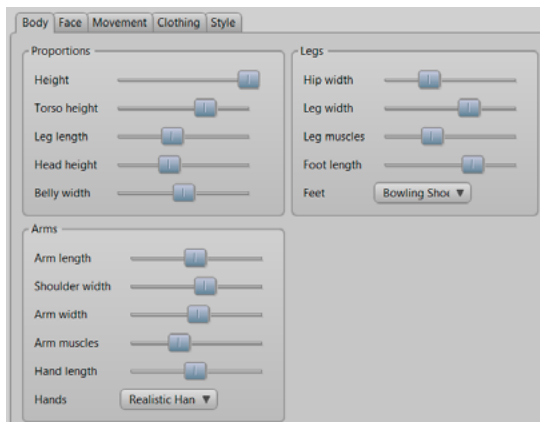 Body Face Movement Clothing Style
Proportions
Height
Torso height
Leg length
Head height
Belly width
Legs
Hip width
Leg width
Leg muscles
Foot length
Feet Bowling Shoe
Arms
Arm length
Shoulder width
Arm width
Arm muscles
Hand length
Hands Realistic Han